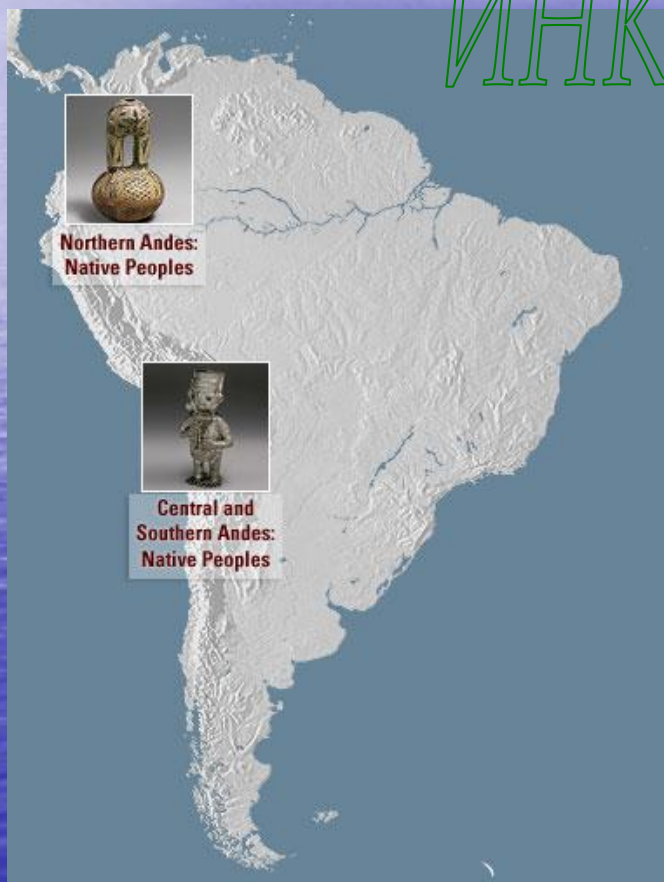 ИНК
Northern Andes:
Native Peoples
Central and
Southern Andes:
Native Peoples